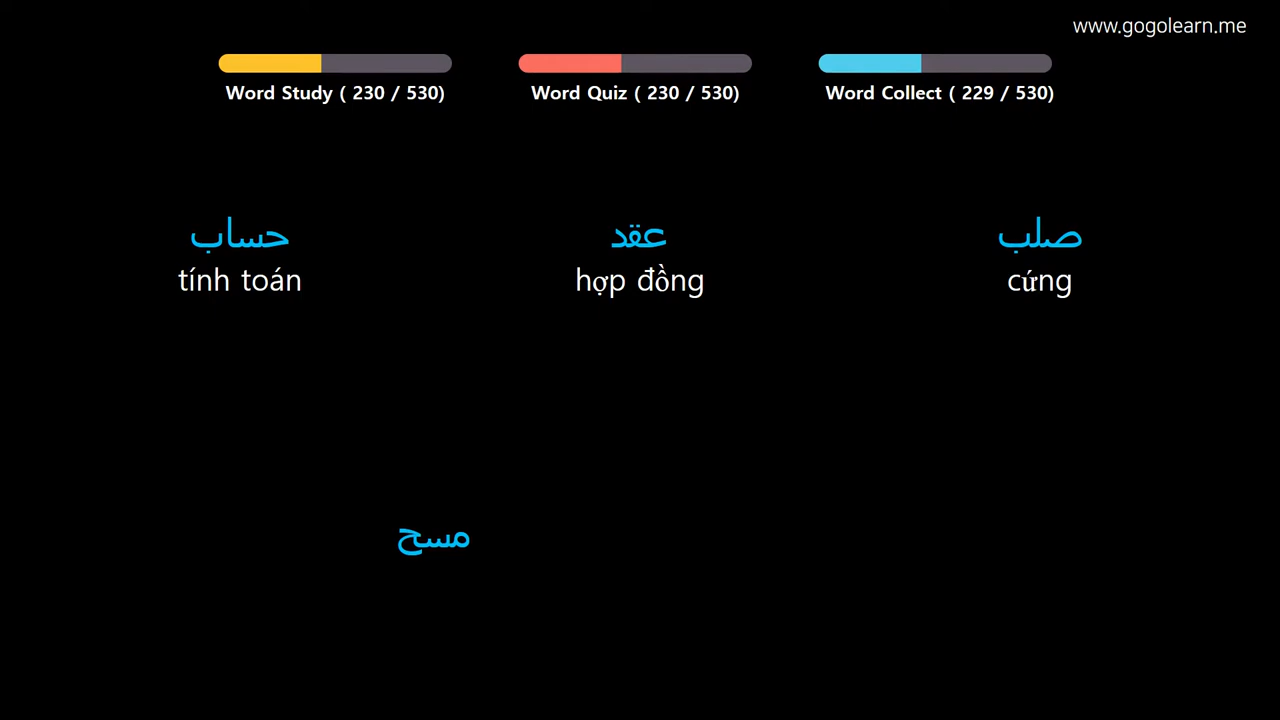 www.gogolearn.me
Word Study ( 230 / 530)
Word Quiz ( 230 / 530)
Word Collect ( 229 / 530)
حساب
tính toán
عقد
hợp đồng
صلب
cứng
مسح